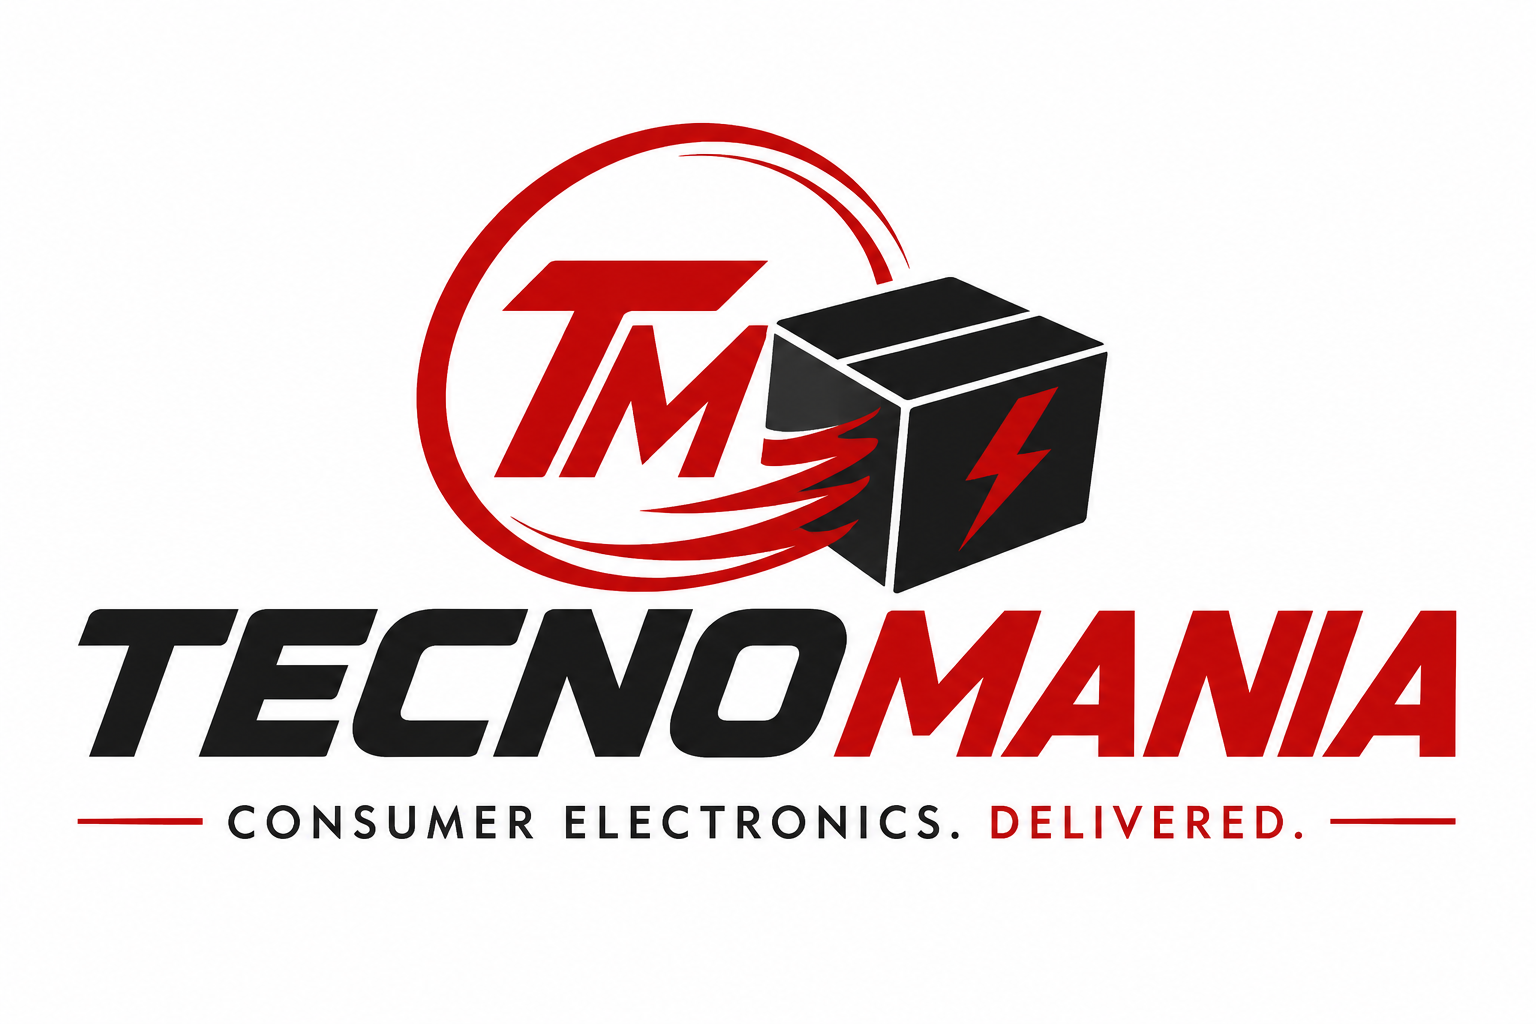 TM
TECNOMANIA
CONSUMER ELECTRONICS. DELIVERED.